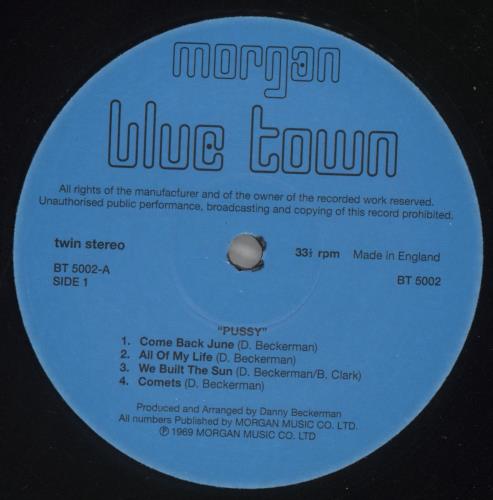 morgan
blue town
All rights of the manufacturer and of the owner of the recorded work reserved.
Unauthorised public performance, broadcasting and copying of this record prohibited.
twin stereo 33⅓ rpm Made in England
BT 5002-A BT 5002
SIDE 1
"PUSSY"
1. Come Back June (D. Beckerman)
2. All Of My Life (D. Beckerman)
3. We Built The Sun (D. Beckerman/B. Clark)
4. Comets (D. Beckerman)
Produced and Arranged by Danny Beckerman
All numbers Published by MORGAN MUSIC CO. LTD.
℗ 1969 MORGAN MUSIC CO. LTD